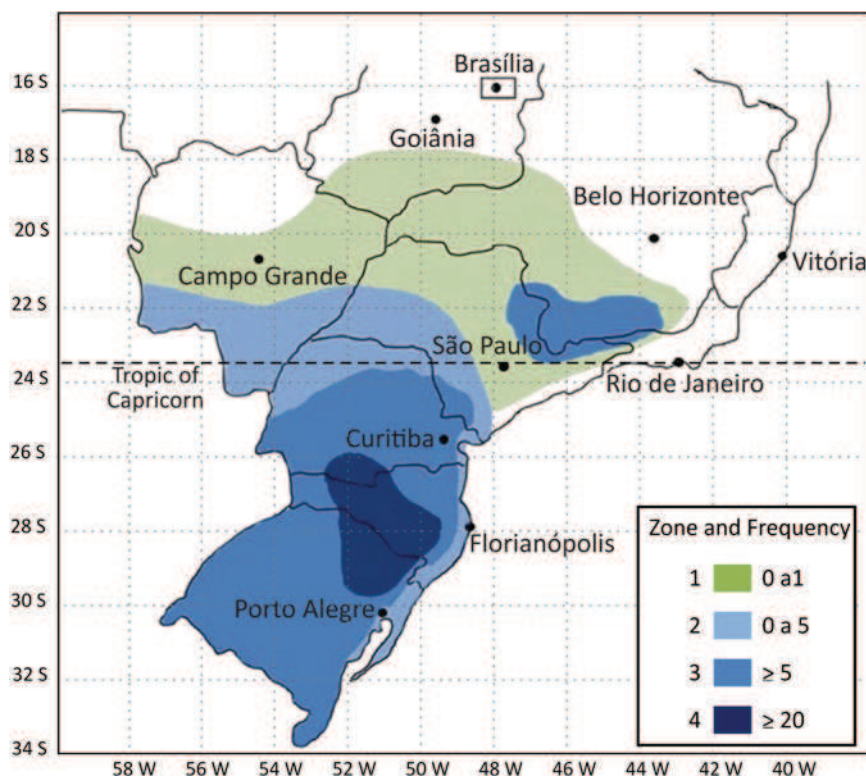 16 S
18 S
20 S
22 S
24 S
26 S
28 S
30 S
32 S
34 S
Brasília
Goiânia
Belo Horizonte
Vitória
Campo Grande
São Paulo
Tropic of
Capricorn
Rio de Janeiro
Curitiba
Florianópolis
Porto Alegre
Zone and Frequency
1 0 a1
2 0 a 5
3 ≥ 5
4 ≥ 20
58 W 56 W 54 W 52 W 50 W 48 W 46 W 44 W 42 W 40 W